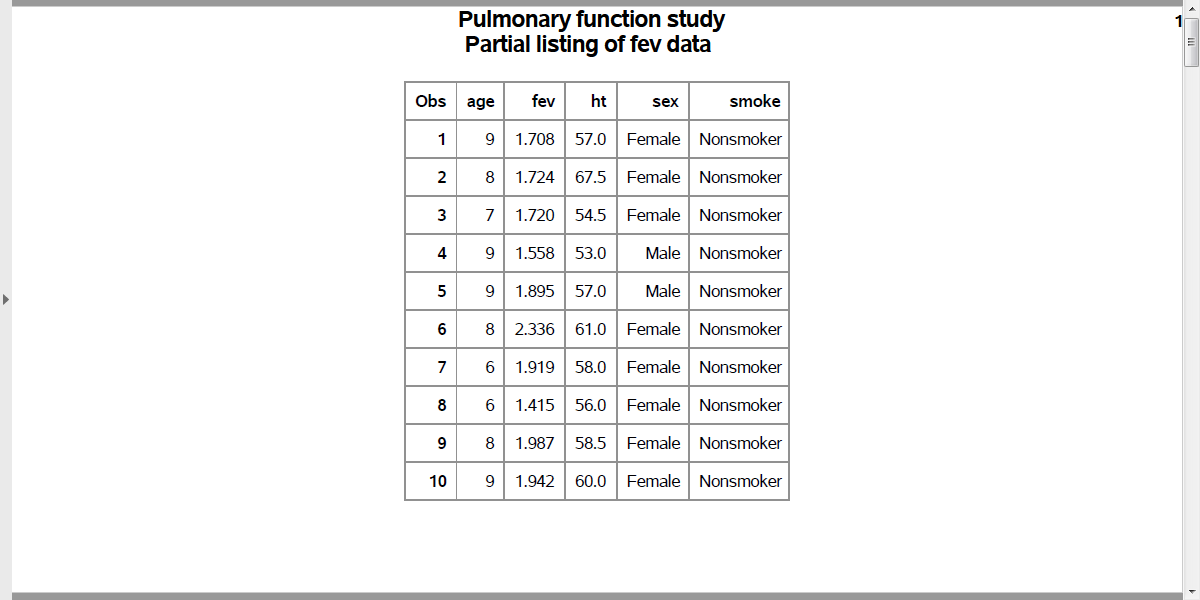 Pulmonary function study
1
Partial listing of fev data
Obs age fev ht sex smoke
1 9 1.708 57.0 Female Nonsmoker
2 8 1.724 67.5 Female Nonsmoker
3 7 1.720 54.5 Female Nonsmoker
4 9 1.558 53.0 Male Nonsmoker
5 9 1.895 57.0 Male Nonsmoker
6 8 2.336 61.0 Female Nonsmoker
7 6 1.919 58.0 Female Nonsmoker
8 6 1.415 56.0 Female Nonsmoker
9 8 1.987 58.5 Female Nonsmoker
10 9 1.942 60.0 Female Nonsmoker